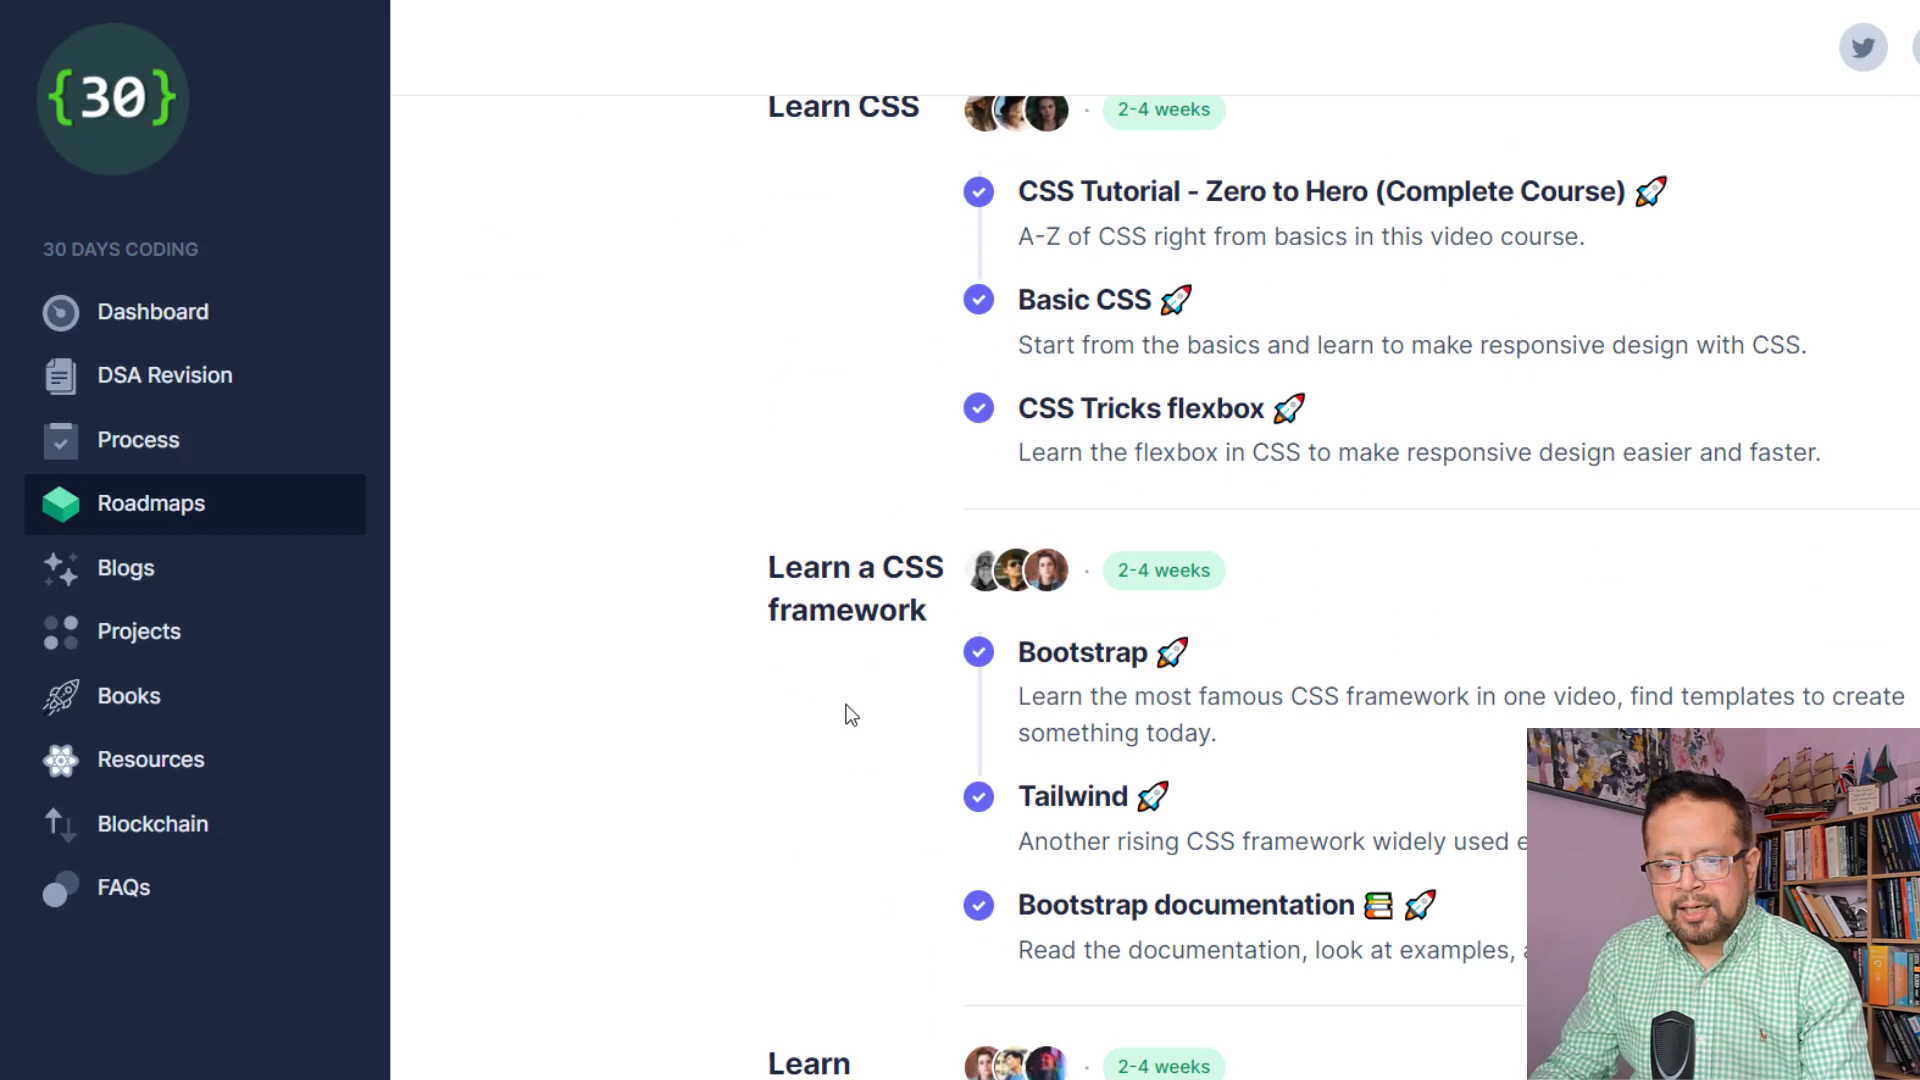 {30}
30 DAYS CODING
Dashboard
DSA Revision
Process
Roadmaps
Blogs
Projects
Books
Resources
Blockchain
FAQs
Learn CSS
· 2-4 weeks
CSS Tutorial - Zero to Hero (Complete Course) 🚀
A-Z of CSS right from basics in this video course.
Basic CSS 🚀
Start from the basics and learn to make responsive design with CSS.
CSS Tricks flexbox 🚀
Learn the flexbox in CSS to make responsive design easier and faster.
Learn a CSS
framework
· 2-4 weeks
Bootstrap 🚀
Learn the most famous CSS framework in one video, find templates to create
something today.
Tailwind 🚀
Another rising CSS framework widely used
Bootstrap documentation 📚 🚀
Read the documentation, look at examples,
Learn
· 2-4 weeks